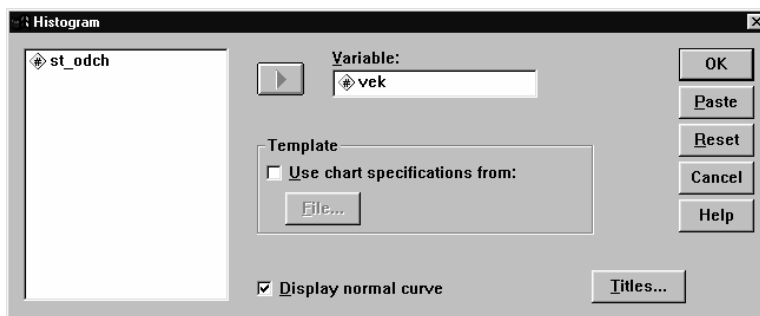 Histogram
st_odch
Variable:
vek
Template
Use chart specifications from:
File...
Display normal curve
Titles...
OK
Paste
Reset
Cancel
Help